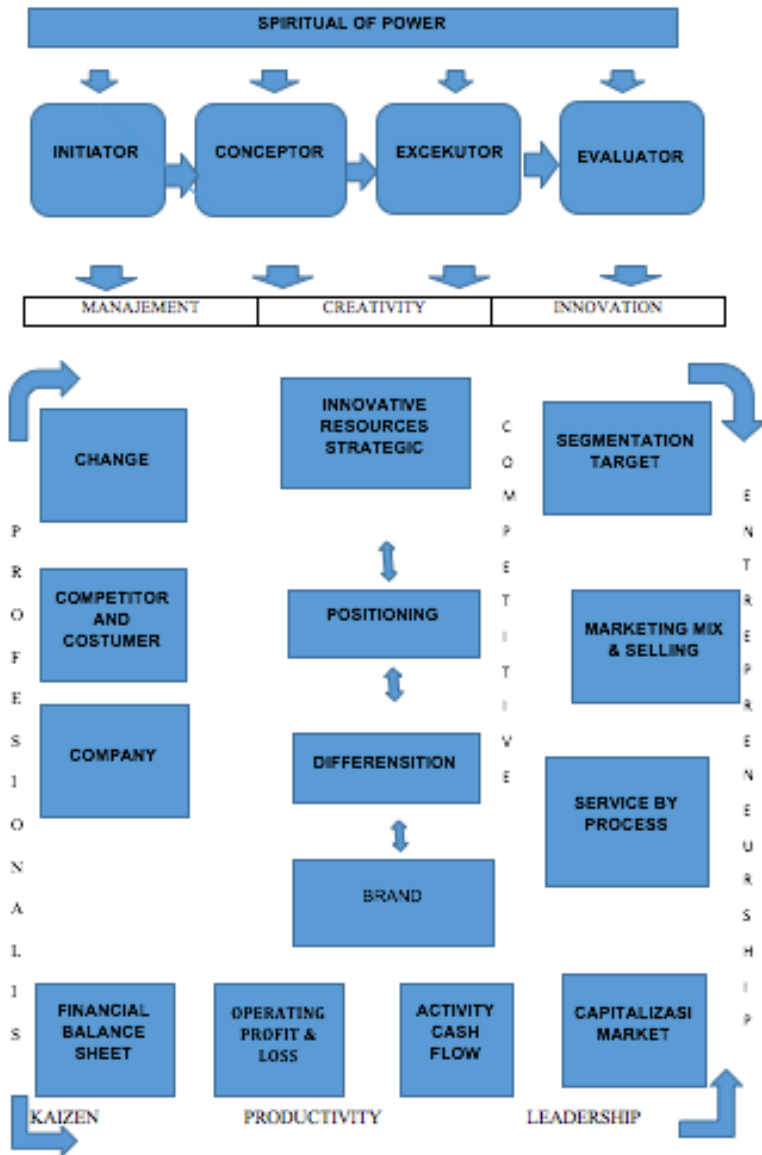 SPIRITUAL OF POWER
INITIATOR
CONCEPTOR
EXCEKUTOR
EVALUATOR
MANAJEMENT
CREATIVITY
INNOVATION
PROFESIONALIS
CHANGE
COMPETITOR
AND
COSTUMER
COMPANY
INNOVATIVE
RESOURCES
STRATEGIC
POSITIONING
DIFFERENSITION
BRAND
COMPETITIVE
SEGMENTATION
TARGET
MARKETING MIX
& SELLING
SERVICE BY
PROCESS
ENTREPRENEURSHIP
FINANCIAL
BALANCE
SHEET
OPERATING
PROFIT &
LOSS
ACTIVITY
CASH
FLOW
CAPITALIZASI
MARKET
KAIZEN
PRODUCTIVITY
LEADERSHIP